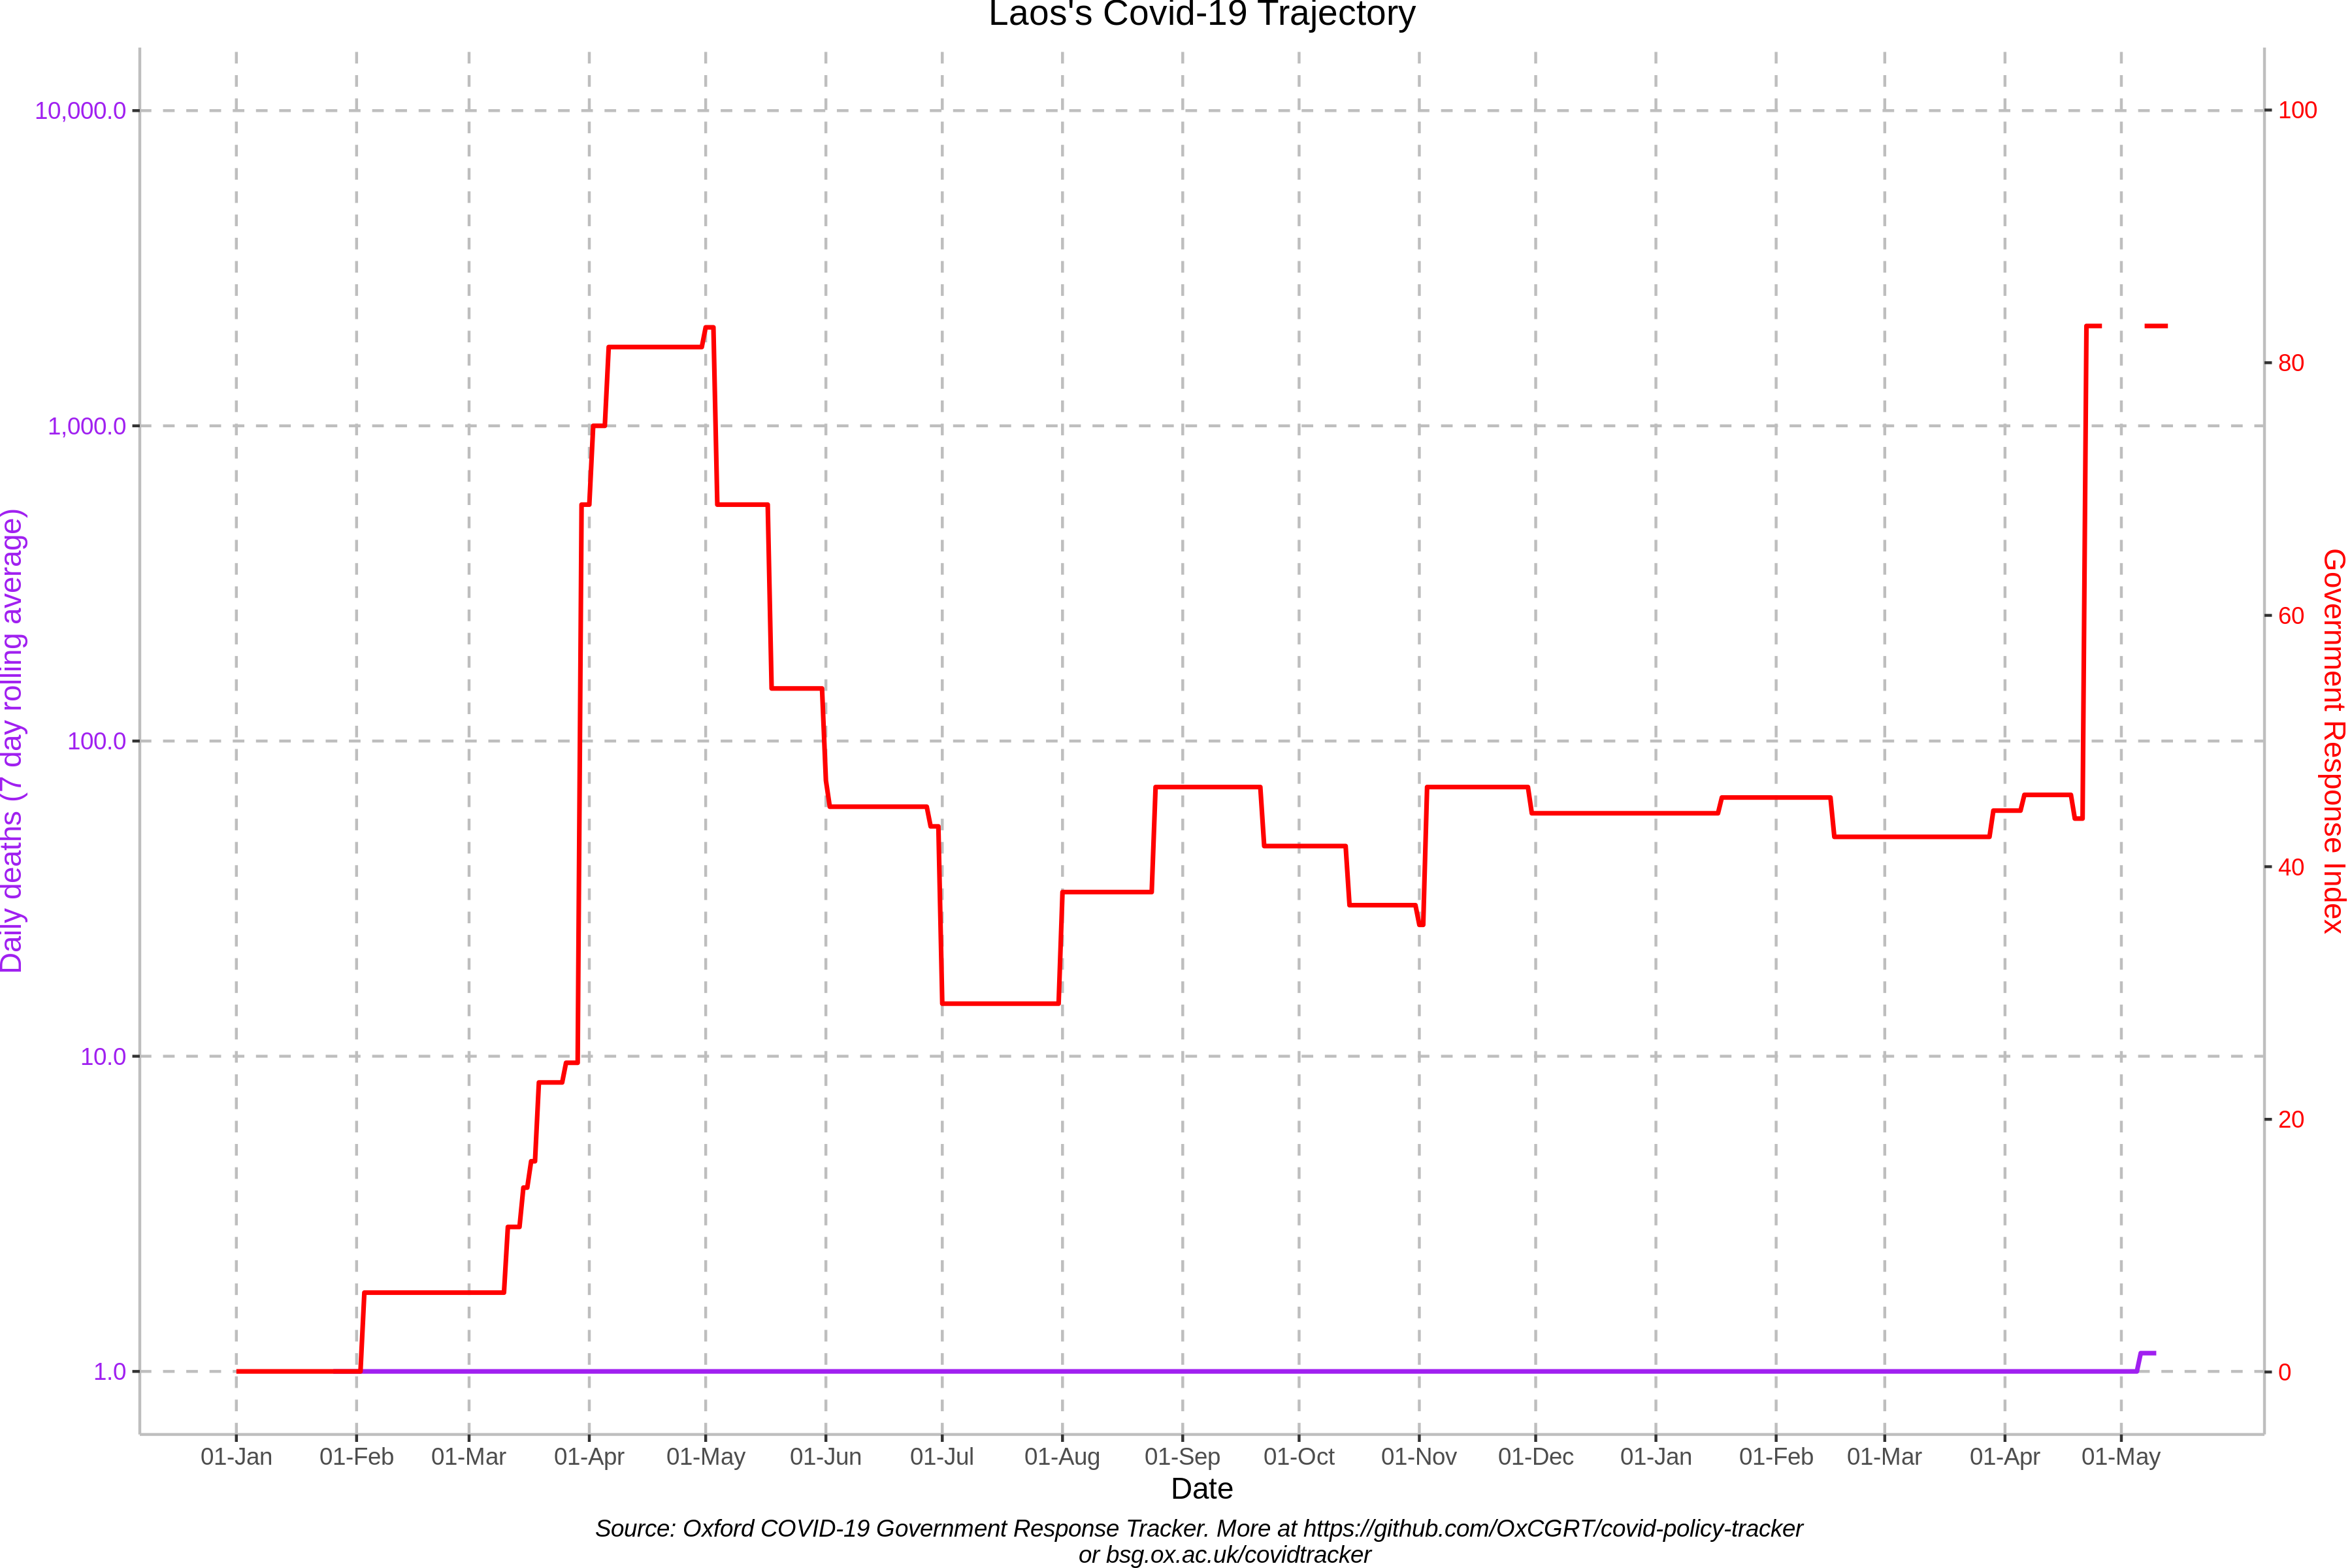 Laos's Covid-19 Trajectory
10,000.0
1,000.0
100.0
10.0
1.0
Daily deaths (7 day rolling average)
100
80
60
40
20
0
Government Response Index
01-Jan 01-Feb 01-Mar 01-Apr 01-May 01-Jun 01-Jul 01-Aug 01-Sep 01-Oct 01-Nov 01-Dec 01-Jan 01-Feb 01-Mar 01-Apr 01-May
Date
Source: Oxford COVID-19 Government Response Tracker. More at https://github.com/OxCGRT/covid-policy-tracker
or bsg.ox.ac.uk/covidtracker